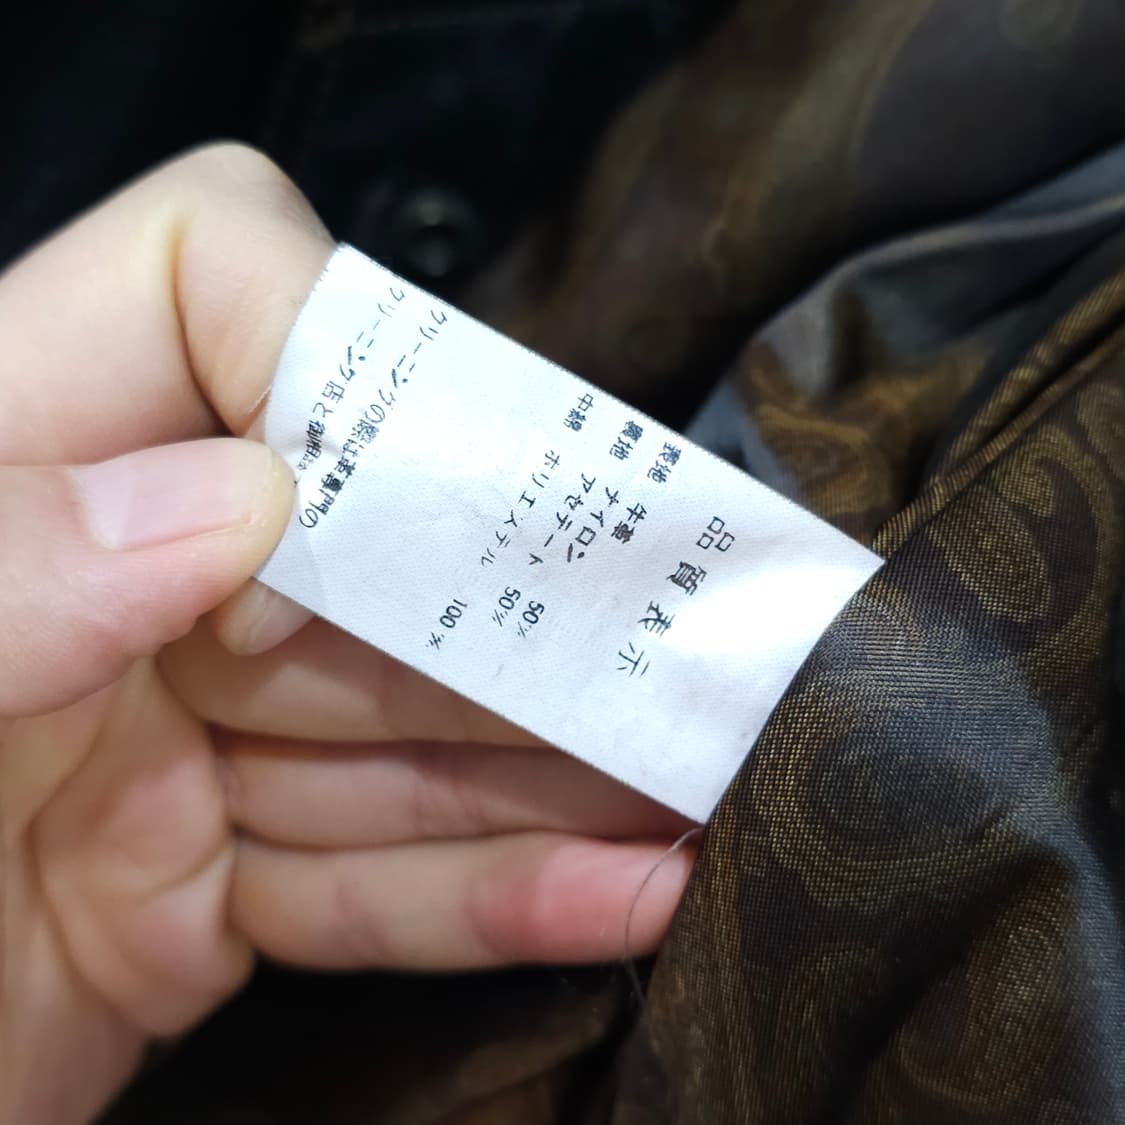 品質表示
表地 牛革
裏地 ナイロン 50%
アセテート 50%
中綿 ポリエステル 100%
クリーニングの際は革専門の
クリーニング店と御相